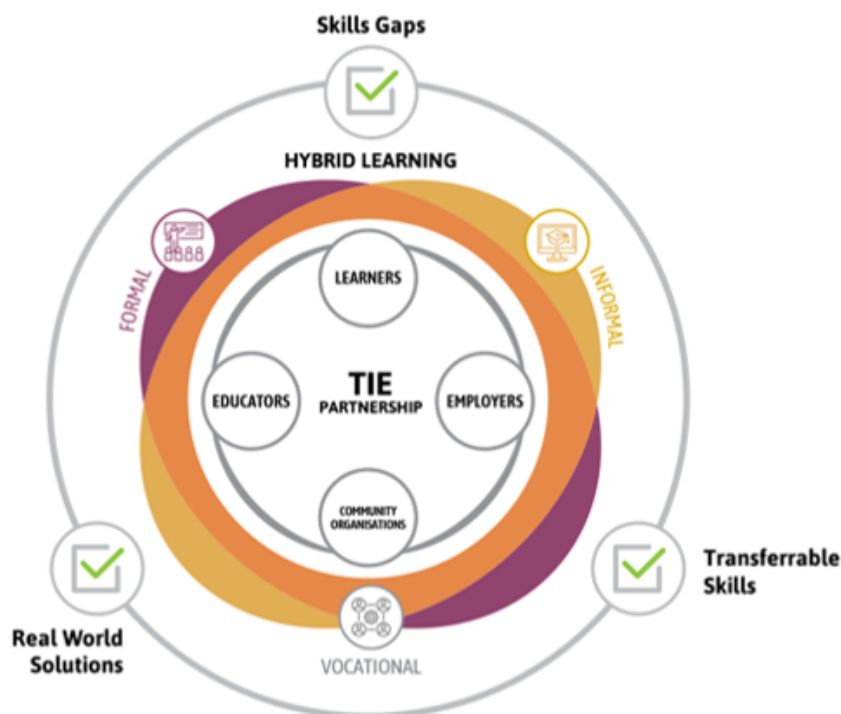 Skills Gaps
HYBRID LEARNING
FORMAL
INFORMAL
LEARNERS
EDUCATORS
TIE
PARTNERSHIP
EMPLOYERS
COMMUNITY
ORGANISATIONS
Transferrable
Skills
Real World
Solutions
VOCATIONAL